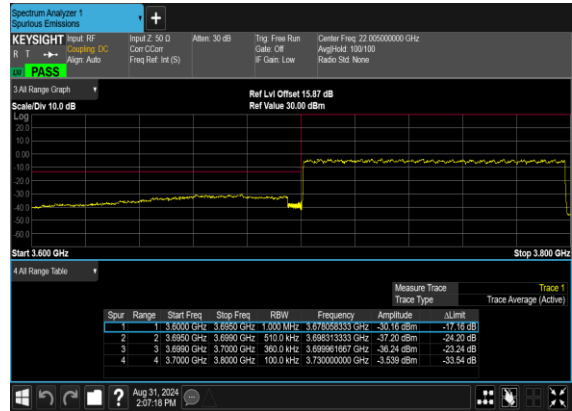 Spectrum Analyzer 1
Spurious Emissions
+
KEYSIGHT Input: RF Input Z: 50 Ω Atten: 30 dB Trig: Free Run Center Freq: 22.005000000 GHz
R T Coupling: DC Corr CCorr Gate: Off Avg|Hold: 100/100
Align: Auto Freq Ref: Int (S) IF Gain: Low Radio Std: None
PASS
3 All Range Graph
Ref Lvl Offset 15.87 dB
Scale/Div 10.0 dB Ref Value 30.00 dBm
Log
20.0
10.0
0.00
-10.0
-20.0
-30.0
-40.0
-50.0
-60.0
Start 3.600 GHz Stop 3.800 GHz
4 All Range Table
Measure Trace Trace 1
Trace Type Trace Average (Active)
Spur Range Start Freq Stop Freq RBW Frequency Amplitude ΔLimit
1 1 3.6000 GHz 3.6950 GHz 1.000 MHz 3.678058333 GHz -30.16 dBm -17.16 dB
2 2 3.6950 GHz 3.6990 GHz 510.0 kHz 3.698313333 GHz -37.20 dBm -24.20 dB
3 3 3.6990 GHz 3.7000 GHz 360.0 kHz 3.699961667 GHz -36.24 dBm -23.24 dB
4 4 3.7000 GHz 3.8000 GHz 100.0 kHz 3.730000000 GHz -3.539 dBm -33.54 dB
?
Aug 31, 2024
2:07:18 PM